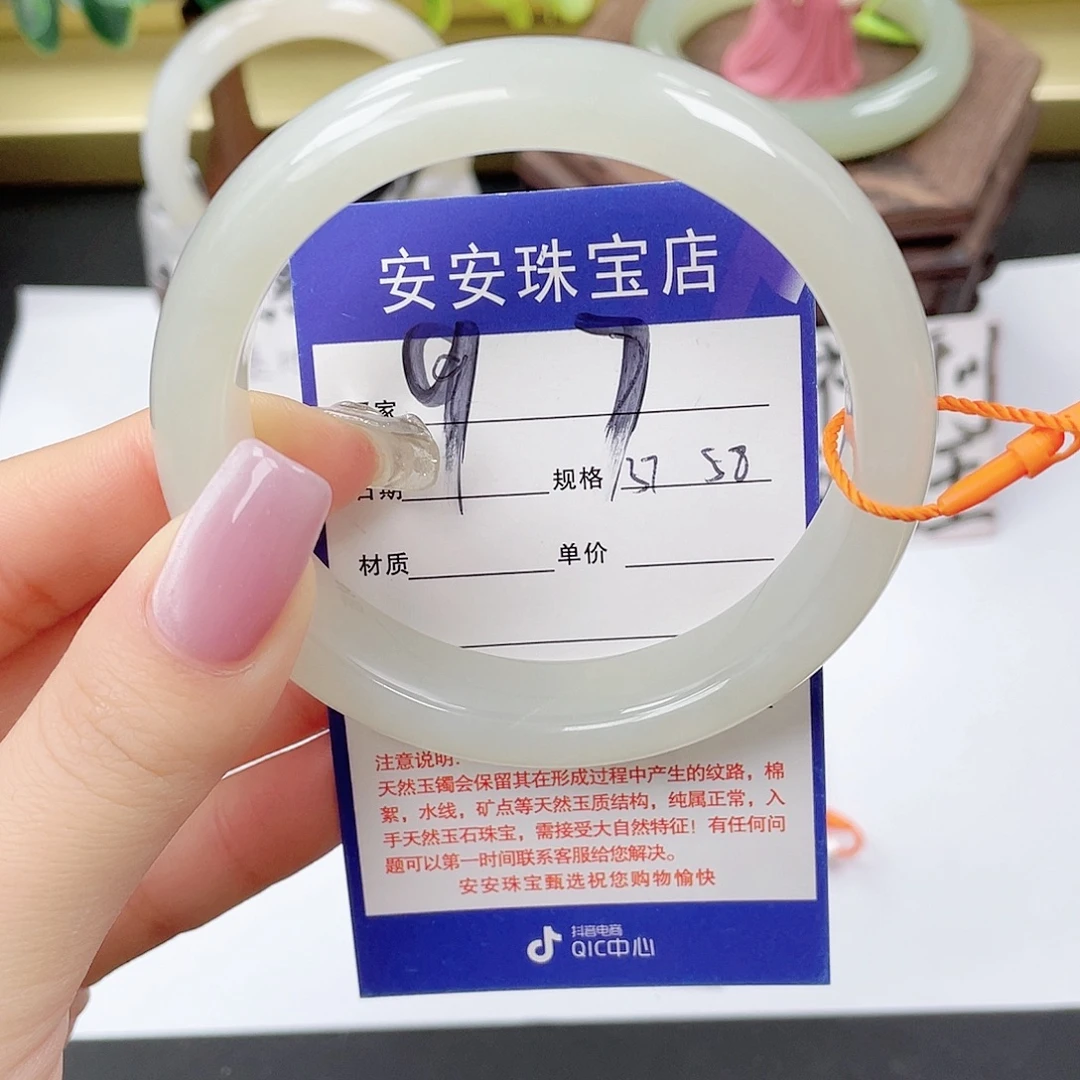 安安珠宝店
97
家
日期 规格 137 58
材质 单价
注意说明:
天然玉镯会保留其在形成过程中产生的纹路,棉
絮,水线,矿点等天然玉质结构,纯属正常,入
手天然玉石珠宝,需接受大自然特征!有任何问
题可以第一时间联系客服给您解决。
安安珠宝甄选祝您购物愉快
抖音电商
QIC中心